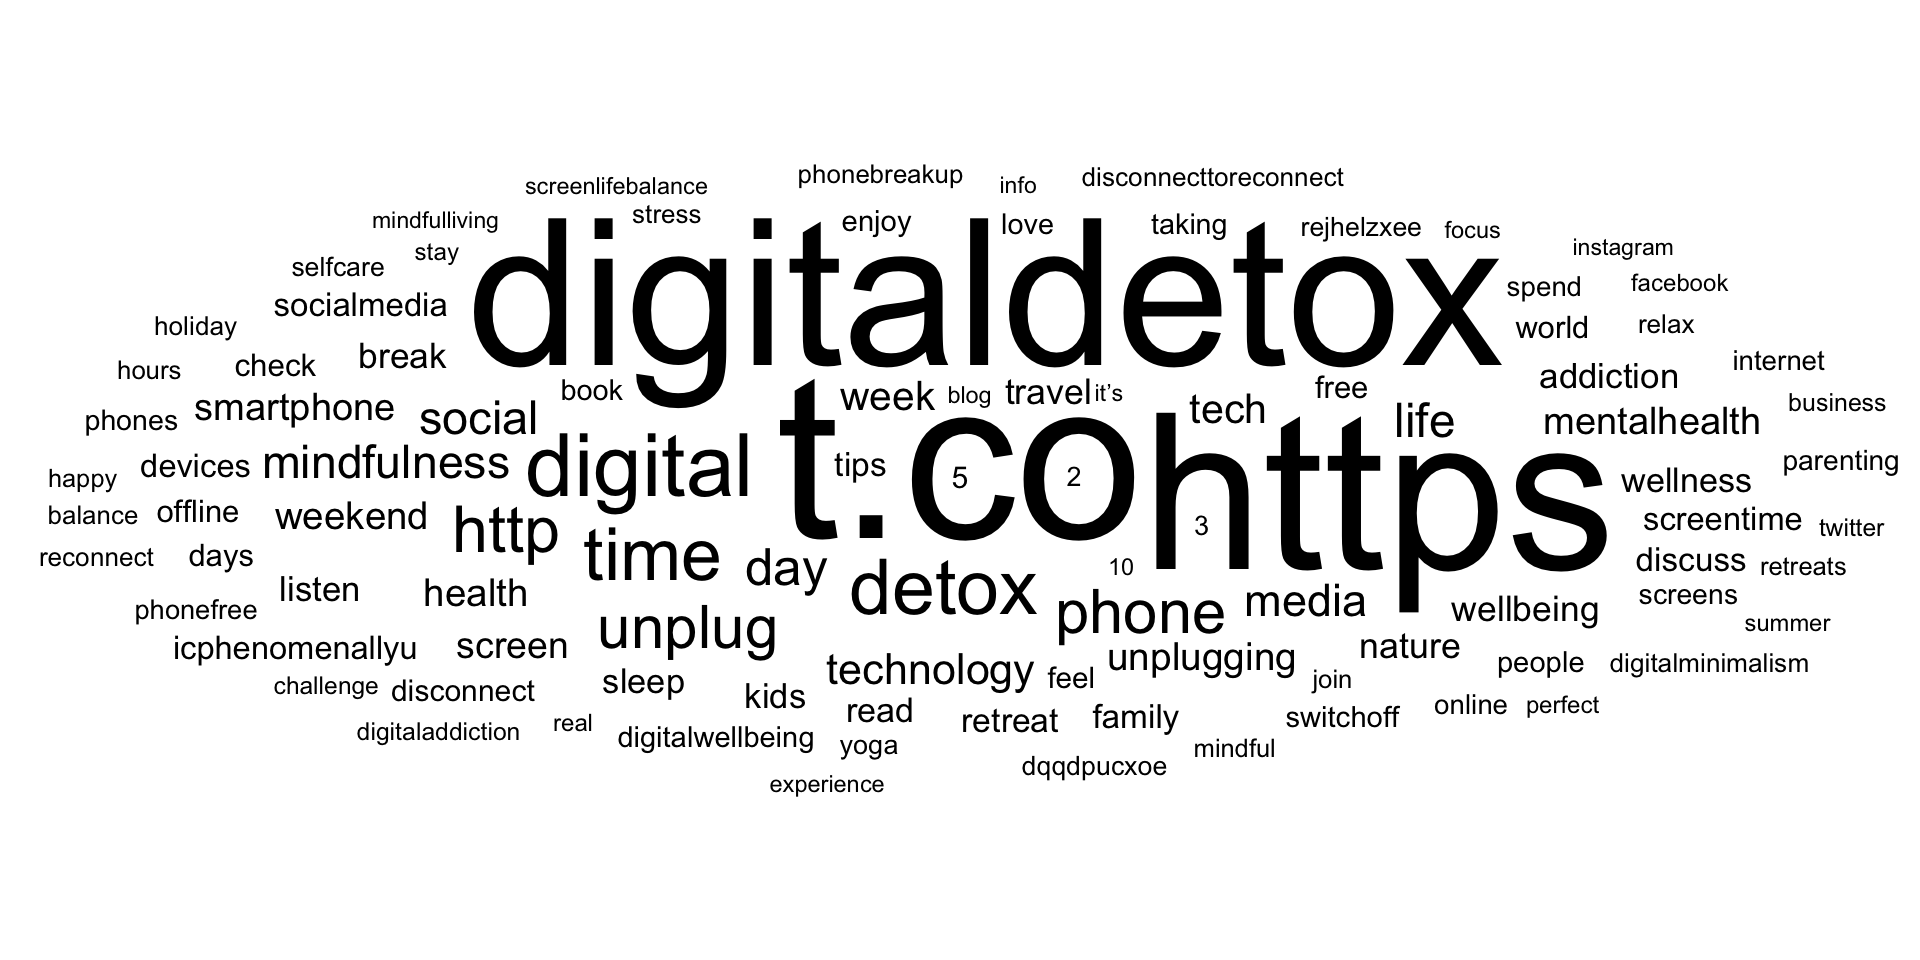 phonebreakup
info
disconnecttoreconnect
screenlifebalance
mindfulliving
stress
enjoy
love
taking
rejhelzxee
focus
stay
instagram
selfcare
digitaldetox
spend
facebook
socialmedia
holiday
world
relax
hours
check
break
internet
addiction
book
week
blog
travel
it’s
free
business
phones
smartphone
social
tech
life
mentalhealth
happy
devices
mindfulness
digital
t.co
tips
5
2
https
wellness
parenting
balance
offline
weekend
http
3
screentime
twitter
reconnect
days
time
day
10
discuss
retreats
listen
health
detox
phone
media
screens
phonefree
unplug
wellbeing
summer
icphenomenallyu
screen
technology
unplugging
nature
people
digitalminimalism
challenge
disconnect
sleep
kids
feel
join
read
retreat
family
switchoff
online
perfect
digitaladdiction
real
digitalwellbeing
yoga
mindful
dqqdpucxoe
experience